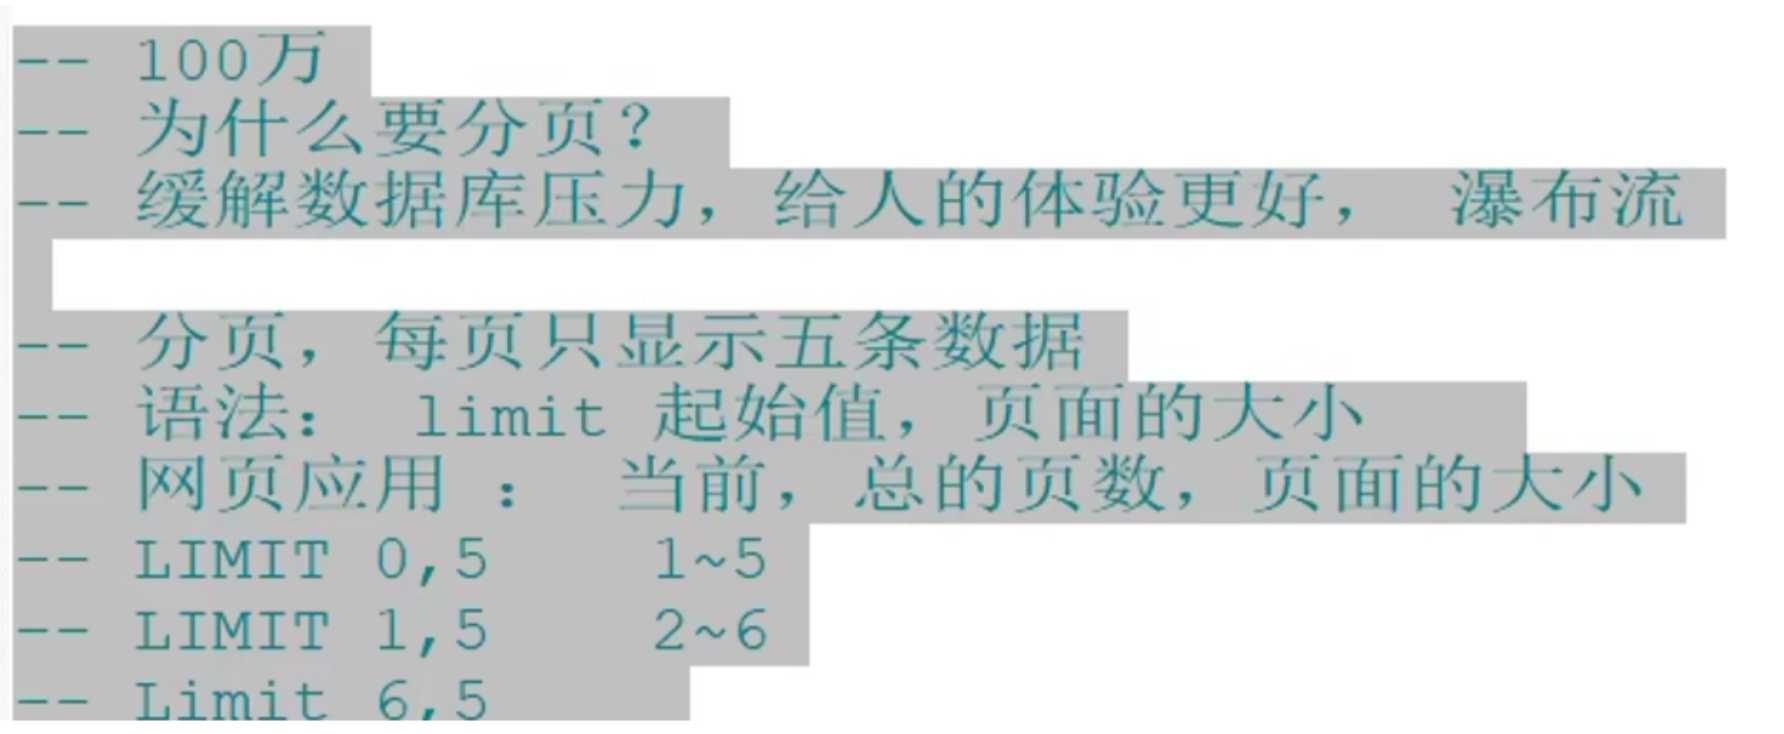 -- 100万
-- 为什么要分页？
-- 缓解数据库压力，给人的体验更好， 瀑布流
-- 分页，每页只显示五条数据
-- 语法： limit 起始值，页面的大小
-- 网页应用 ： 当前，总的页数，页面的大小
-- LIMIT 0,5 1~5
-- LIMIT 1,5 2~6
-- Limit 6,5